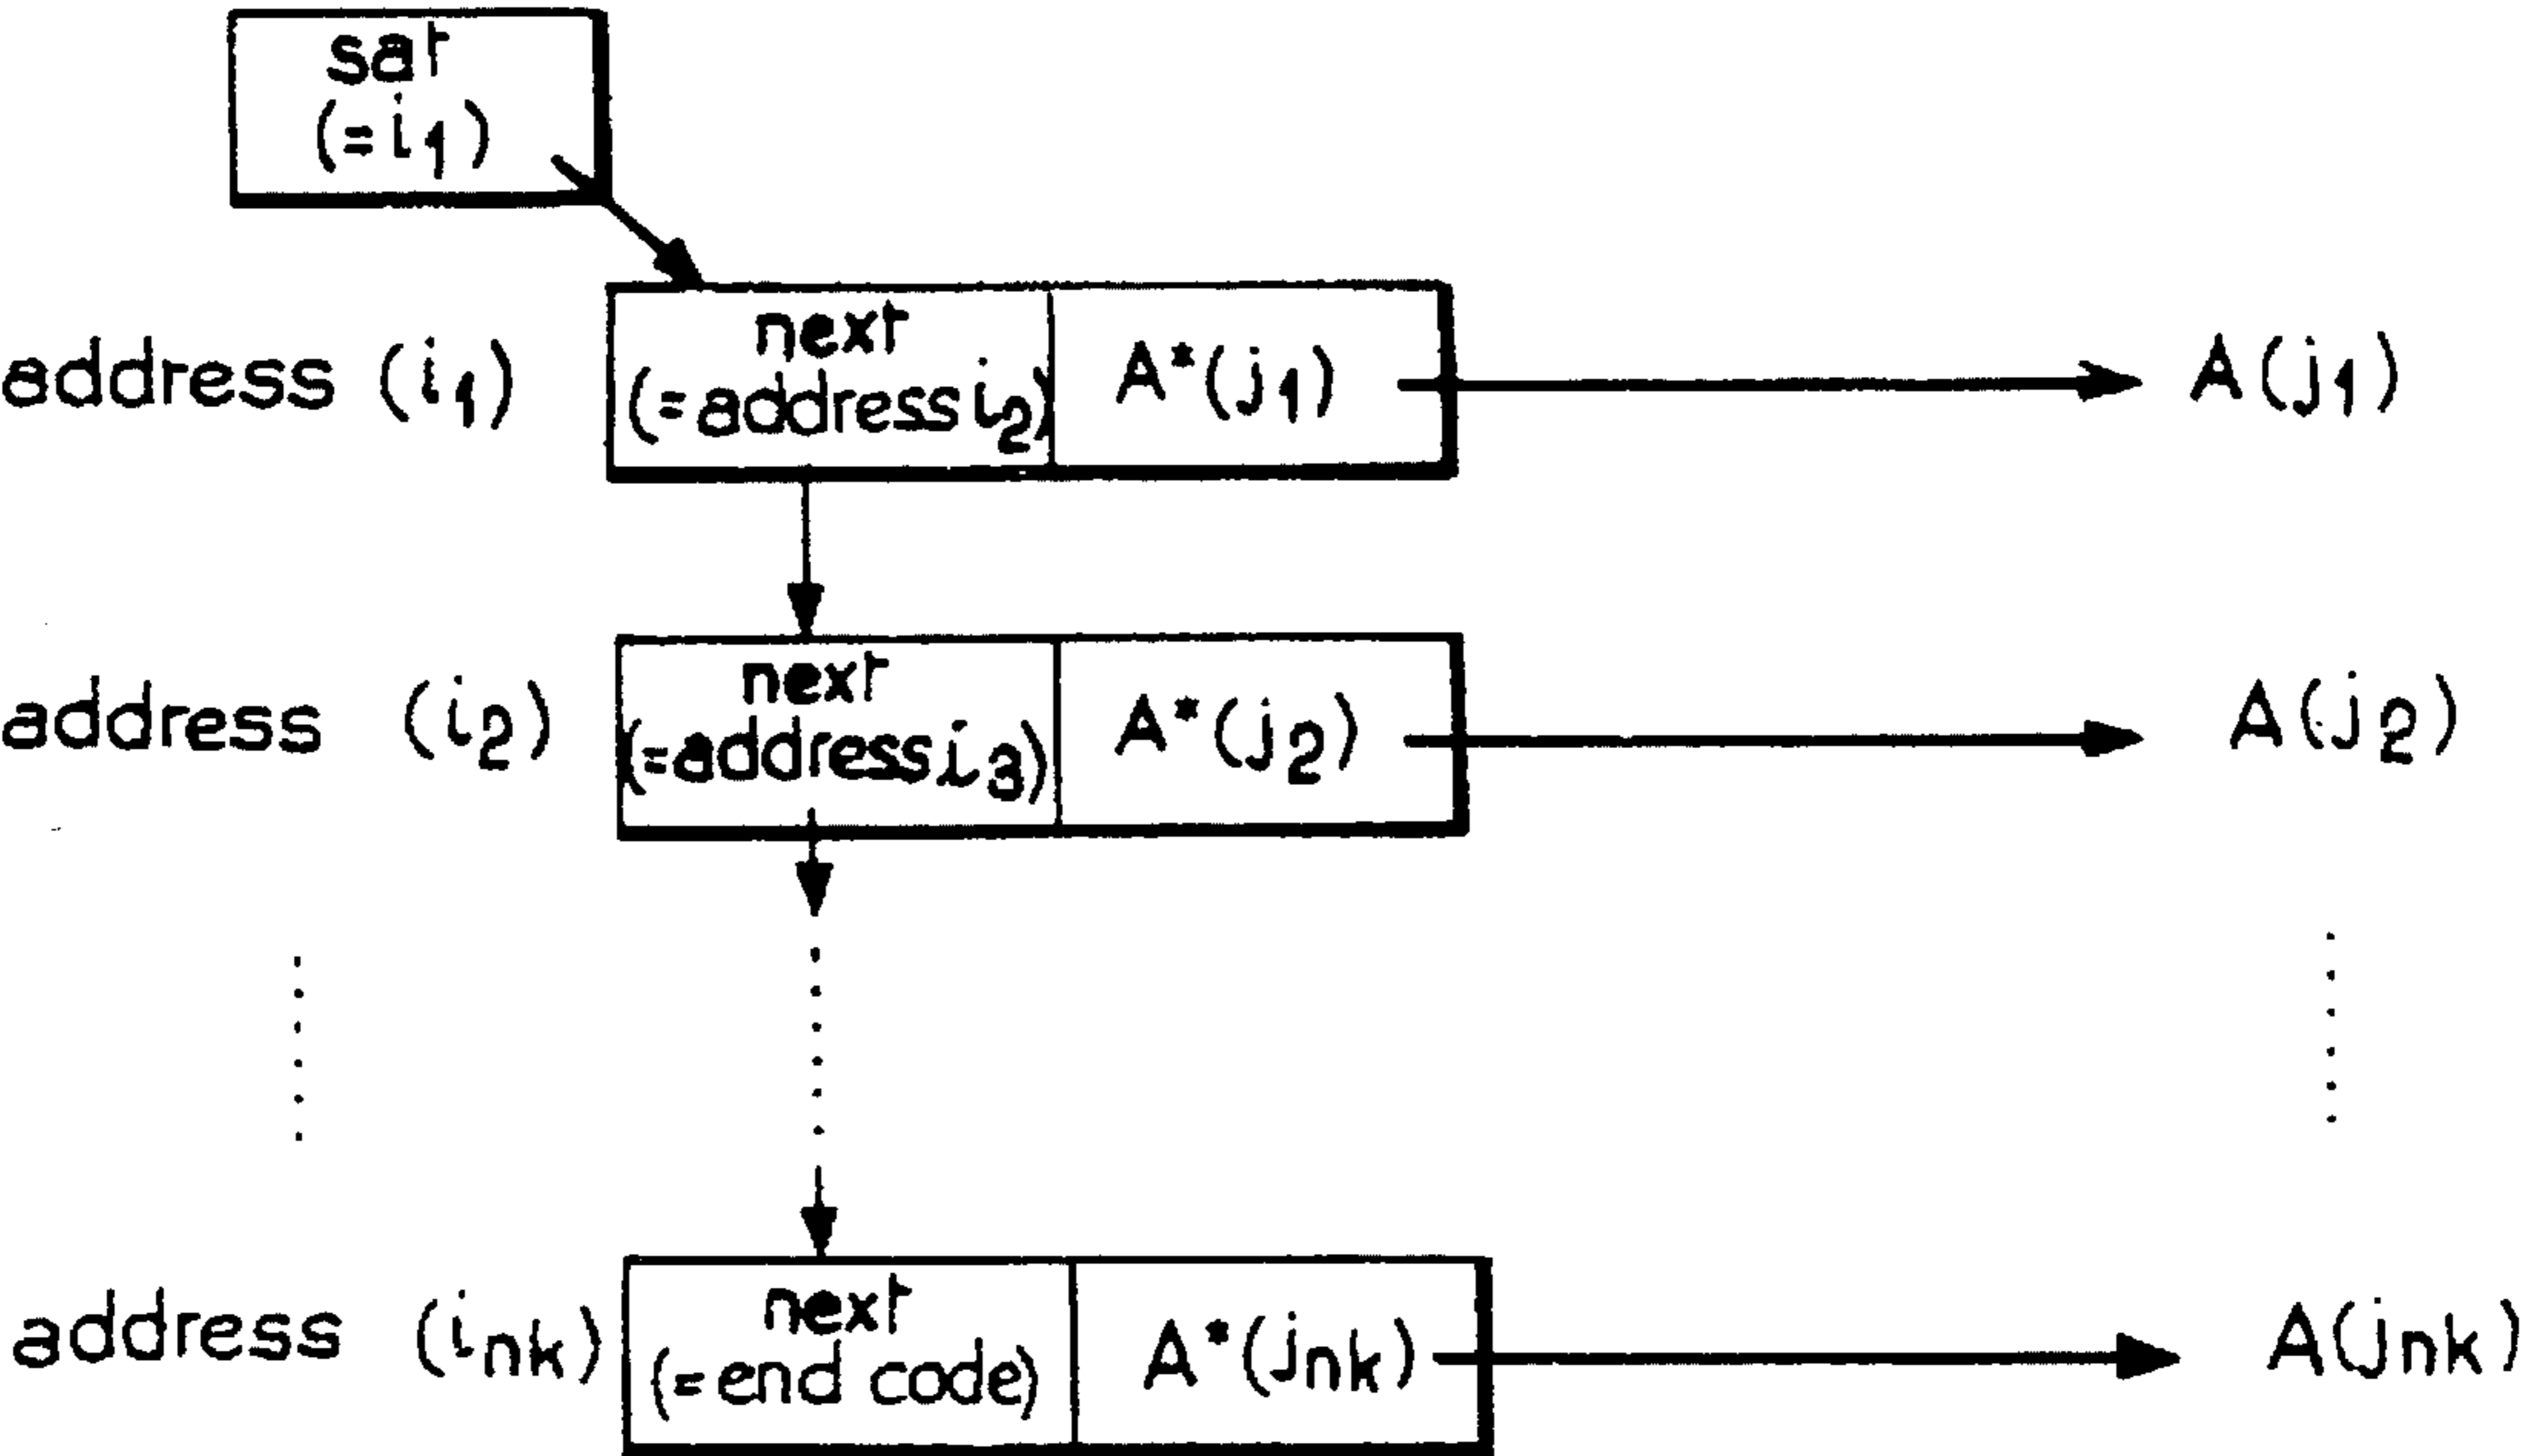 sat
(=i₁)
address (i₁)
next
(=address i₂)
A*(j₁)
A(j₁)
address (i₂)
next
(=address i₃)
A*(j₂)
A(j₂)
address (iₙₖ)
next
(=end code)
A*(jₙₖ)
A(jₙₖ)